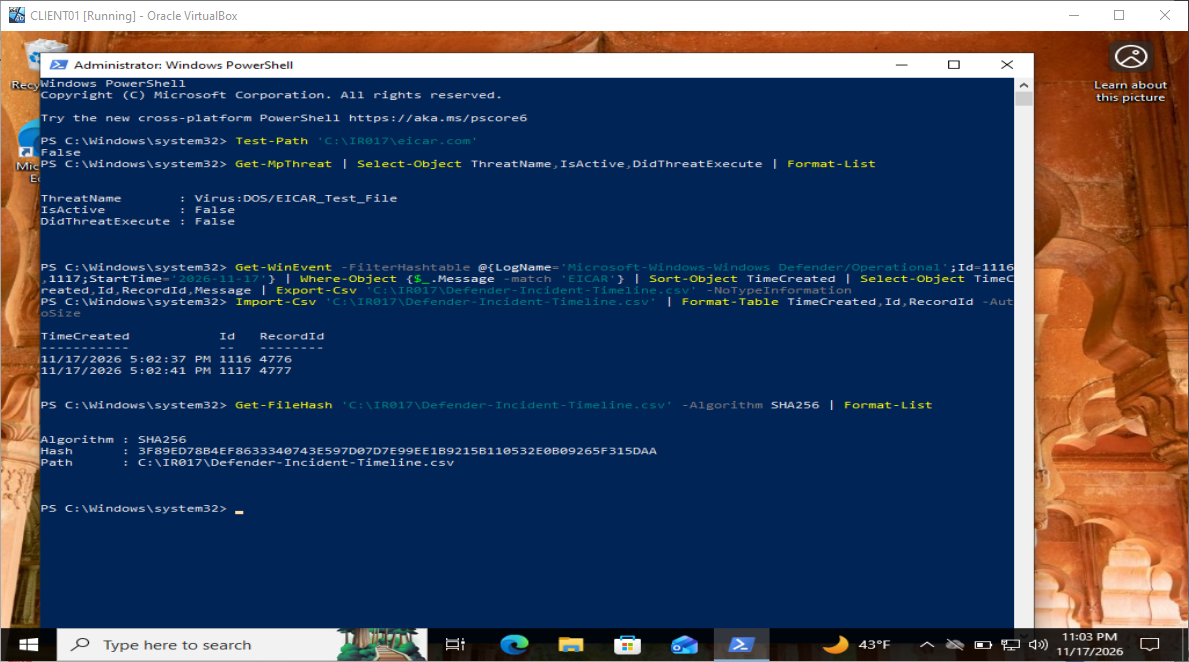 CLIENT01 [Running] - Oracle VirtualBox
Administrator: Windows PowerShell
Windows PowerShell
Copyright (C) Microsoft Corporation. All rights reserved.
Try the new cross-platform PowerShell https://aka.ms/pscore6
PS C:\Windows\system32> Test-Path 'C:\IR017\eicar.com'
False
PS C:\Windows\system32> Get-MpThreat | Select-Object ThreatName,IsActive,DidThreatExecute | Format-List
ThreatName       : Virus:DOS/EICAR_Test_File
IsActive         : False
DidThreatExecute : False
PS C:\Windows\system32> Get-WinEvent -FilterHashtable @{LogName='Microsoft-Windows-Windows Defender/Operational';Id=1116
,1117;StartTime='2026-11-17'} | Where-Object {$_.Message -match 'EICAR'} | Sort-Object TimeCreated | Select-Object TimeC
reated,Id,RecordId,Message | Export-Csv 'C:\IR017\Defender-Incident-Timeline.csv' -NoTypeInformation
PS C:\Windows\system32> Import-Csv 'C:\IR017\Defender-Incident-Timeline.csv' | Format-Table TimeCreated,Id,RecordId -Aut
oSize
TimeCreated           Id   RecordId
-----------           --   --------
11/17/2026 5:02:37 PM 1116 4776
11/17/2026 5:02:41 PM 1117 4777
PS C:\Windows\system32> Get-FileHash 'C:\IR017\Defender-Incident-Timeline.csv' -Algorithm SHA256 | Format-List
Algorithm : SHA256
Hash      : 3F89ED78B4EF8633340743E597D07D7E99EE1B9215B110532E0B09265F315DAA
Path      : C:\IR017\Defender-Incident-Timeline.csv
PS C:\Windows\system32>
Recy
Mic
Ed
Learn about
this picture
Type here to search
43°F
11:03 PM
11/17/2026